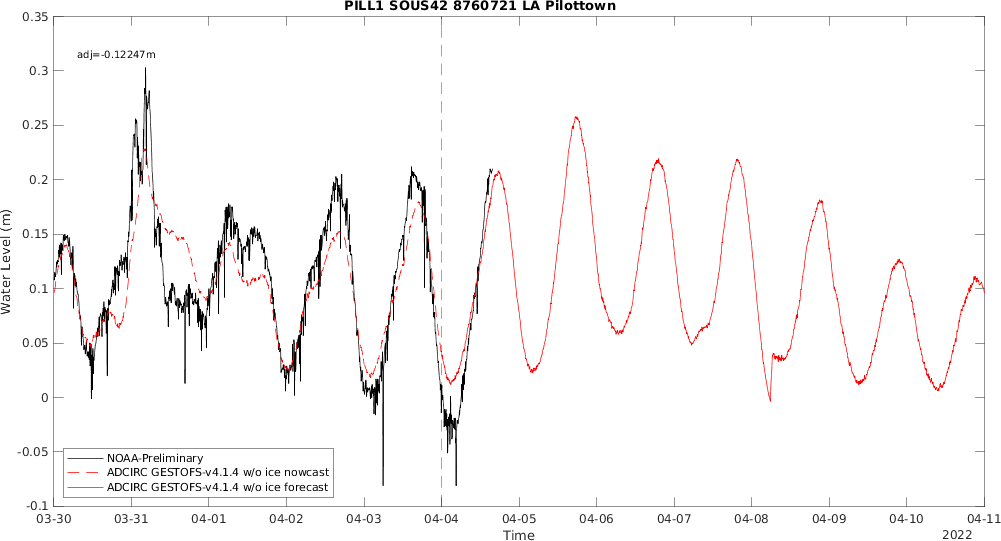 PILL1 SOUS42 8760721 LA Pilottown
adj=-0.12247m
0.35
0.3
0.25
0.2
0.15
0.1
0.05
0
-0.05
-0.1
Water Level (m)
NOAA-Preliminary
ADCIRC GESTOFS-v4.1.4 w/o ice nowcast
ADCIRC GESTOFS-v4.1.4 w/o ice forecast
03-30 03-31 04-01 04-02 04-03 04-04 04-05 04-06 04-07 04-08 04-09 04-10 04-11
Time
2022